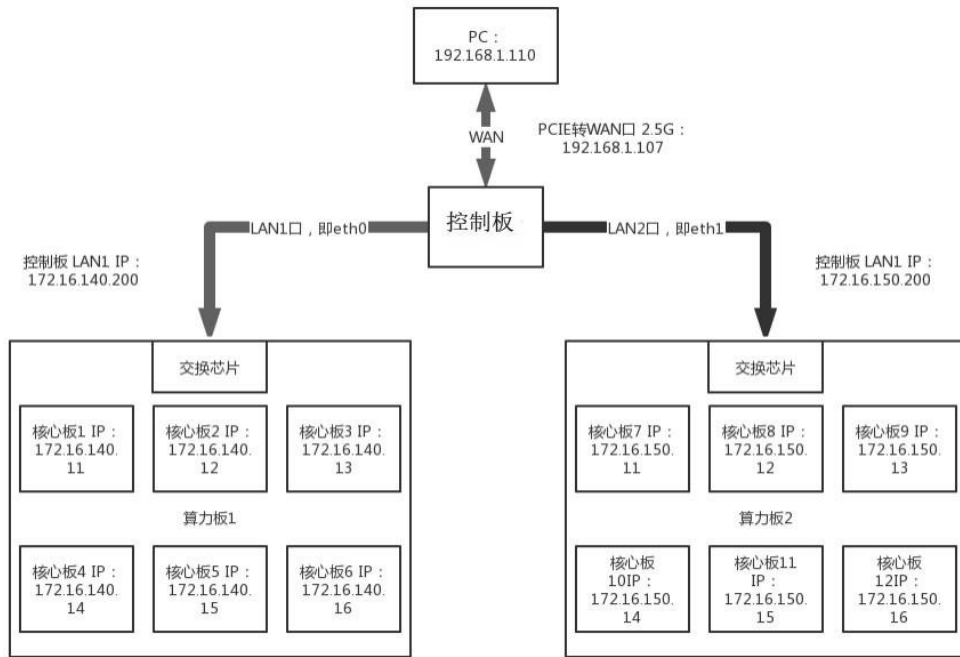 PC：
192.168.1.110
WAN
PCIE转WAN口 2.5G：
192.168.1.107
控制板
LAN1口，即eth0
LAN2口，即eth1
控制板 LAN1 IP：
172.16.140.200
控制板 LAN1 IP：
172.16.150.200
交换芯片
核心板1 IP：
172.16.140.
11
核心板2 IP：
172.16.140.
12
核心板3 IP：
172.16.140.
13
算力板1
核心板4 IP：
172.16.140.
14
核心板5 IP：
172.16.140.
15
核心板6 IP：
172.16.140.
16
交换芯片
核心板7 IP：
172.16.150.
11
核心板8 IP：
172.16.150.
12
核心板9 IP：
172.16.150.
13
算力板2
核心板
10IP：
172.16.150.
14
核心板11
IP：
172.16.150.
15
核心板
12IP：
172.16.150.
16